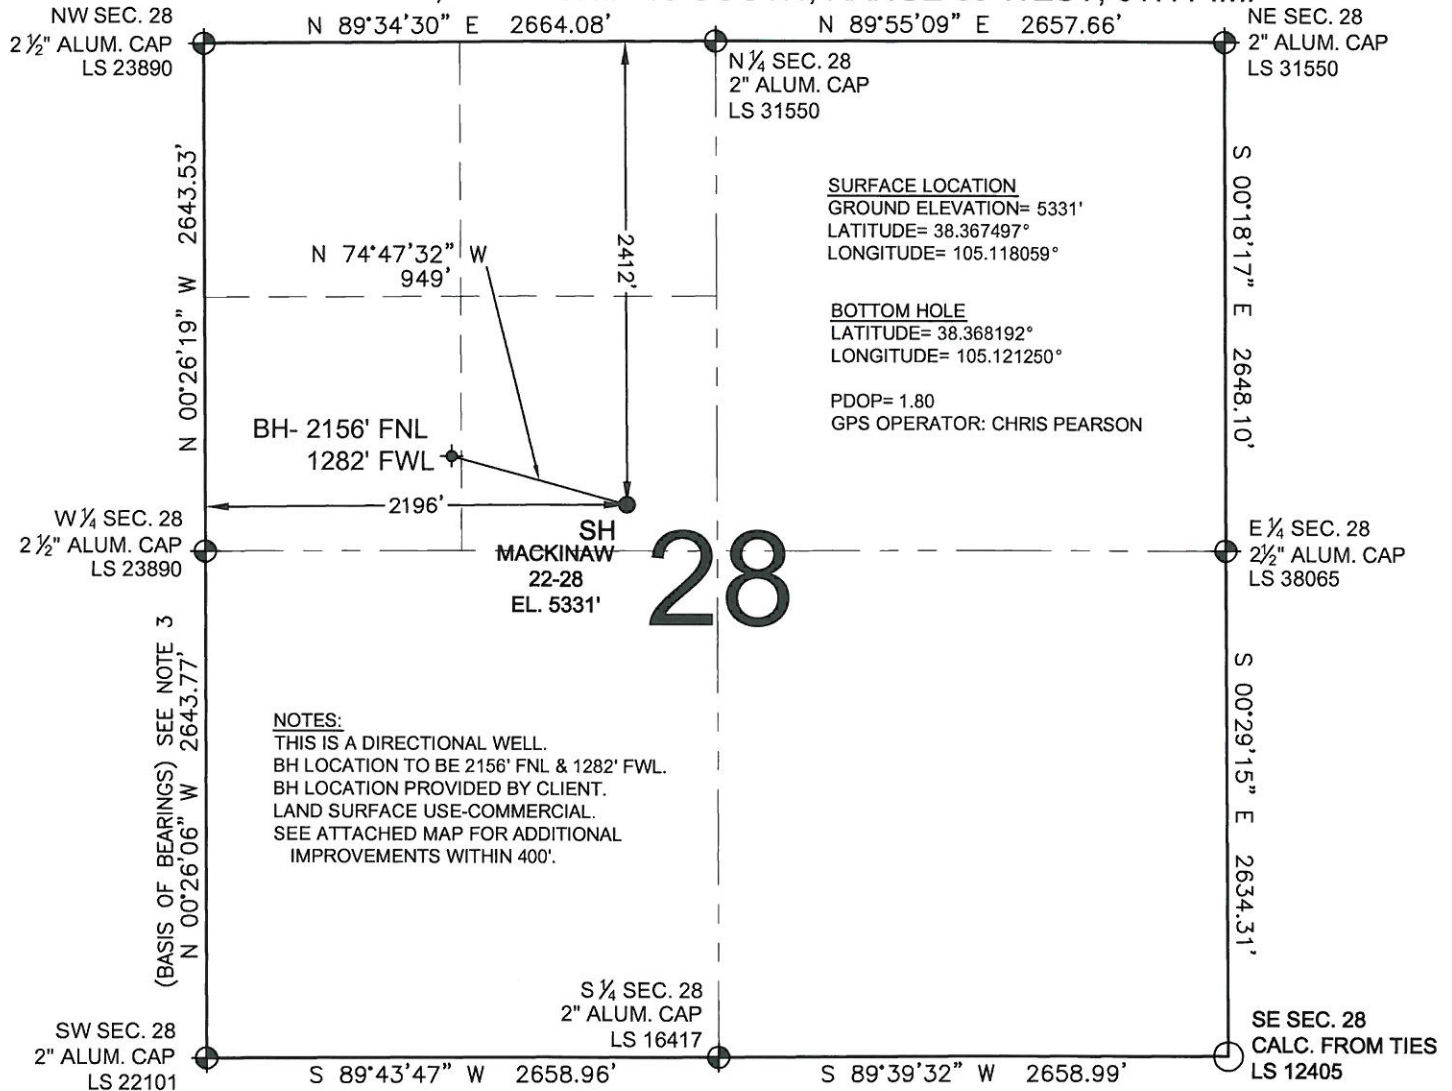 N 89°34'30" E 2664.08'
N 89°55'09" E 2657.66'
NW SEC. 28
2 ½" ALUM. CAP
LS 23890
N ¼ SEC. 28
2" ALUM. CAP
LS 31550
NE SEC. 28
2" ALUM. CAP
LS 31550
N 00°26'19" W 2643.53'
S 00°18'17" E 2648.10'
SURFACE LOCATION
GROUND ELEVATION= 5331'
LATITUDE= 38.367497°
LONGITUDE= 105.118059°
BOTTOM HOLE
LATITUDE= 38.368192°
LONGITUDE= 105.121250°
PDOP= 1.80
GPS OPERATOR: CHRIS PEARSON
N 74°47'32" W
949'
2412'
BH- 2156' FNL
1282' FWL
2196'
SH
MACKINAW
22-28
EL. 5331'
28
W ¼ SEC. 28
2 ½" ALUM. CAP
LS 23890
E ¼ SEC. 28
2½" ALUM. CAP
LS 38065
(BASIS OF BEARINGS) SEE NOTE 3
N 00°26'06" W 2643.77'
S 00°29'15" E 2634.31'
NOTES:
THIS IS A DIRECTIONAL WELL.
BH LOCATION TO BE 2156' FNL & 1282' FWL.
BH LOCATION PROVIDED BY CLIENT.
LAND SURFACE USE-COMMERCIAL.
SEE ATTACHED MAP FOR ADDITIONAL
IMPROVEMENTS WITHIN 400'.
S ¼ SEC. 28
2" ALUM. CAP
LS 16417
SW SEC. 28
2" ALUM. CAP
LS 22101
SE SEC. 28
CALC. FROM TIES
LS 12405
S 89°43'47" W 2658.96'
S 89°39'32" W 2658.99'